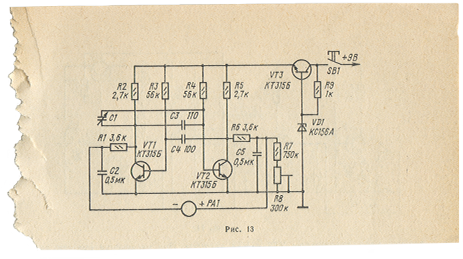 +9В
SB1
VT3
КТ315Б
R2
2,7к
R3
56к
R4
56к
R5
2,7к
R9
1к
C1
C3 110
VD1
КС156А
R1 3,6к
VT1
КТ315Б
C4 100
R6 3,6к
R7
750к
C2
0,5мк
VT2
КТ315Б
C5
0,5мк
R8
300к
− + PA1
Рис. 13